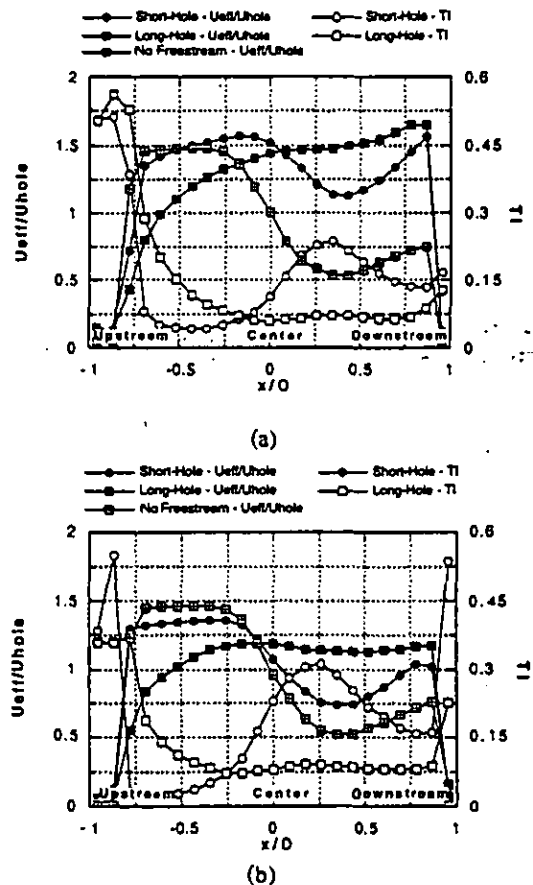 Short-Hole - Ueff/Uhole Short-Hole - TI
Long-Hole - Ueff/Uhole Long-Hole - TI
No Freestream - Ueff/Uhole
2 0.6
1.5 0.45
1 0.3
0.5 0.15
0 0
Ueff/Uhole
TI
Upstream Center Downstream
-1 -0.5 0 0.5 1
x/D
(a)
Short-Hole - Ueff/Uhole Short-Hole - TI
Long-Hole - Ueff/Uhole Long-Hole - TI
No Freestream - Ueff/Uhole
2 0.6
1.5 0.45
1 0.3
0.5 0.15
0 0
Ueff/Uhole
TI
Upstream Center Downstream
-1 -0.5 0 0.5 1
x/D
(b)